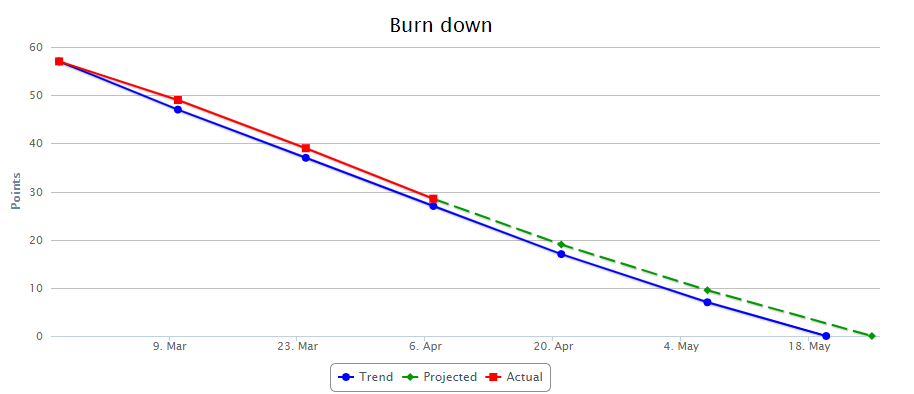 Burn down
Points
60
50
40
30
20
10
0
9. Mar
23. Mar
6. Apr
20. Apr
4. May
18. May
Trend
Projected
Actual